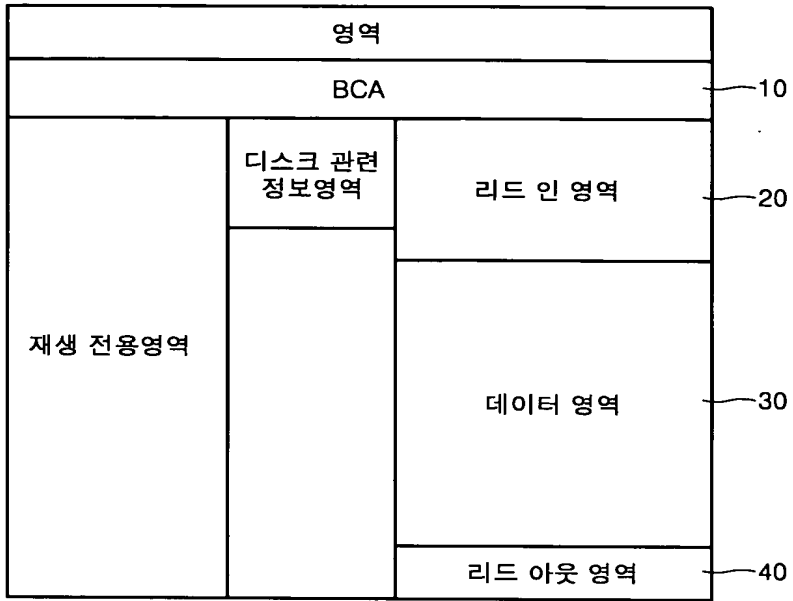 영역
BCA
10
디스크 관련
정보영역
리드 인 영역
20
재생 전용영역
데이터 영역
30
리드 아웃 영역
40